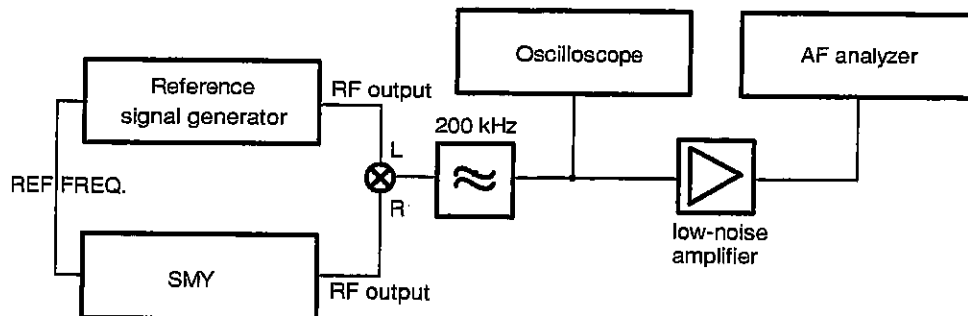 Oscilloscope
AF analyzer
Reference
signal generator
RF output
200 kHz
L
REF FREQ.
R
low-noise
amplifier
SMY
RF output